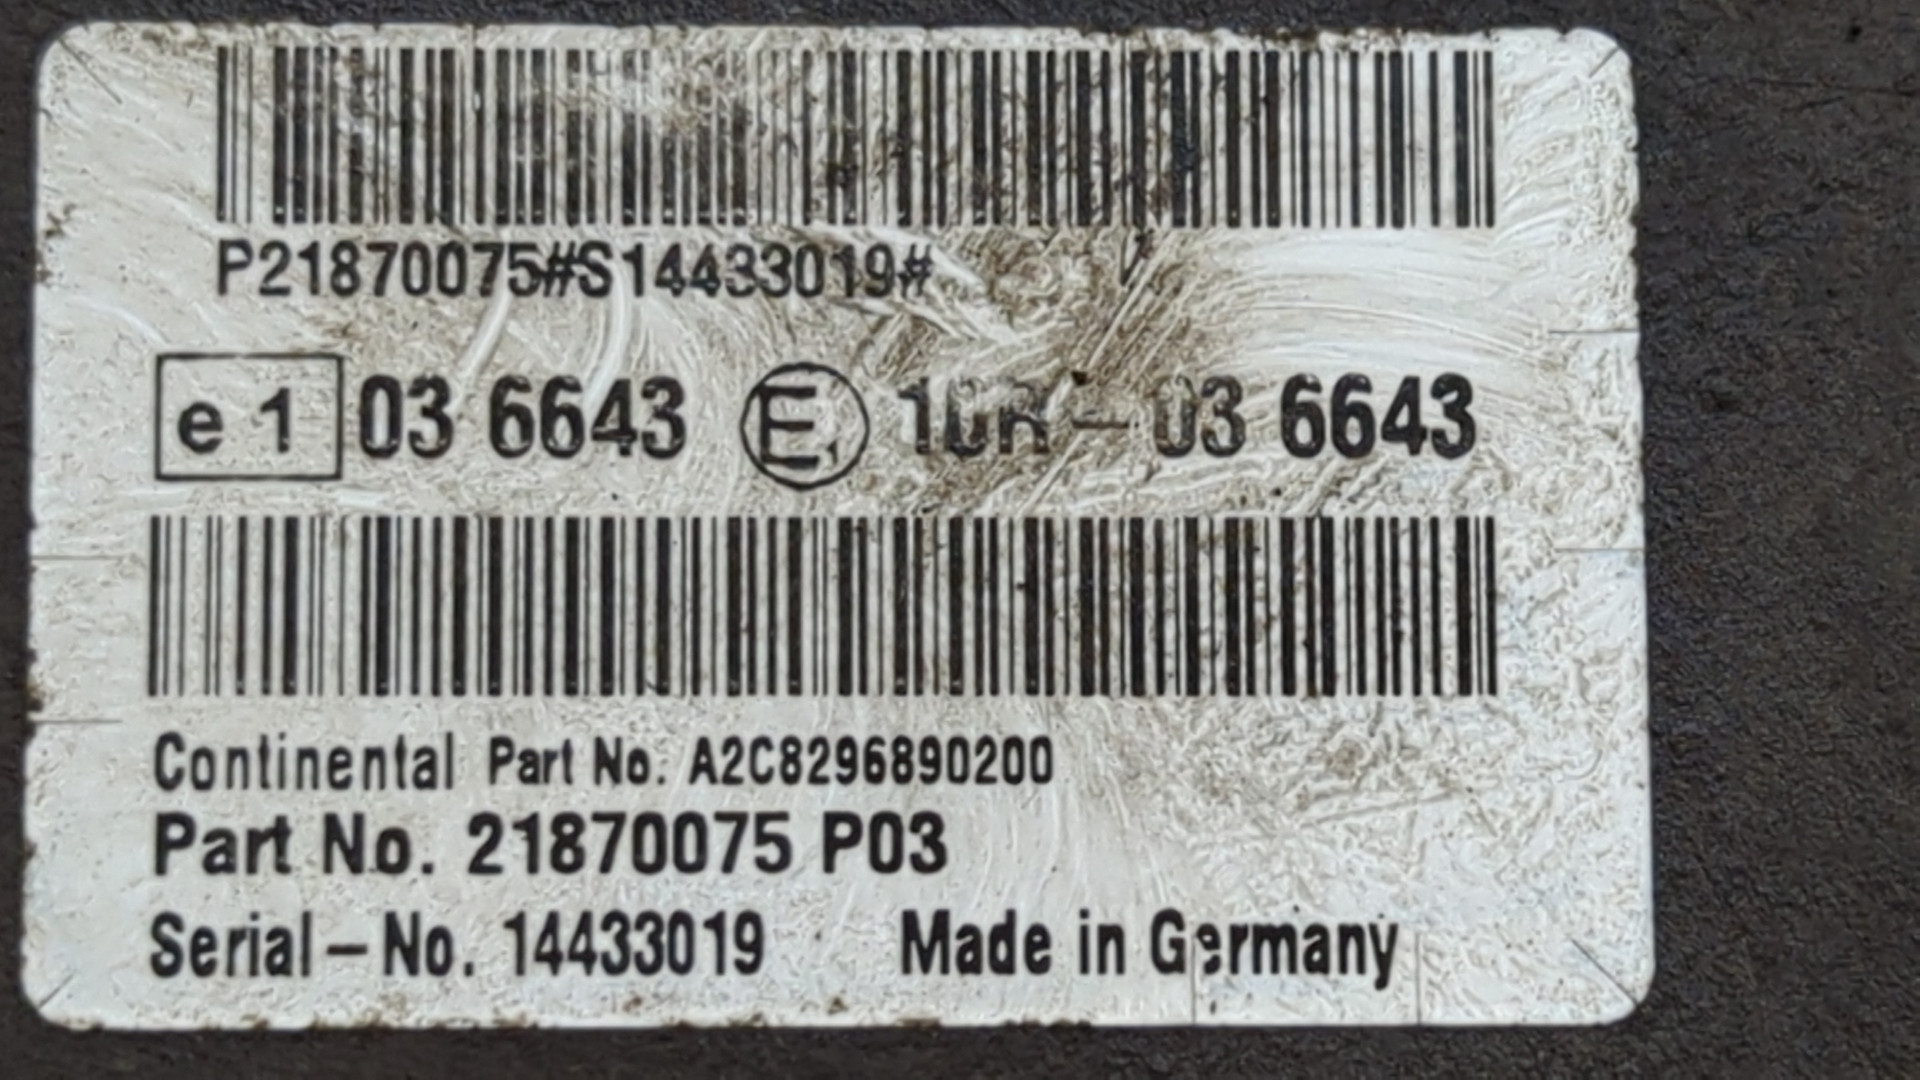 P21870075#S14433019#
e 1 03 6643 E1 10R - 03 6643
Continental Part No. A2C8296890200
Part No. 21870075 P03
Serial-No. 14433019 Made in Germany